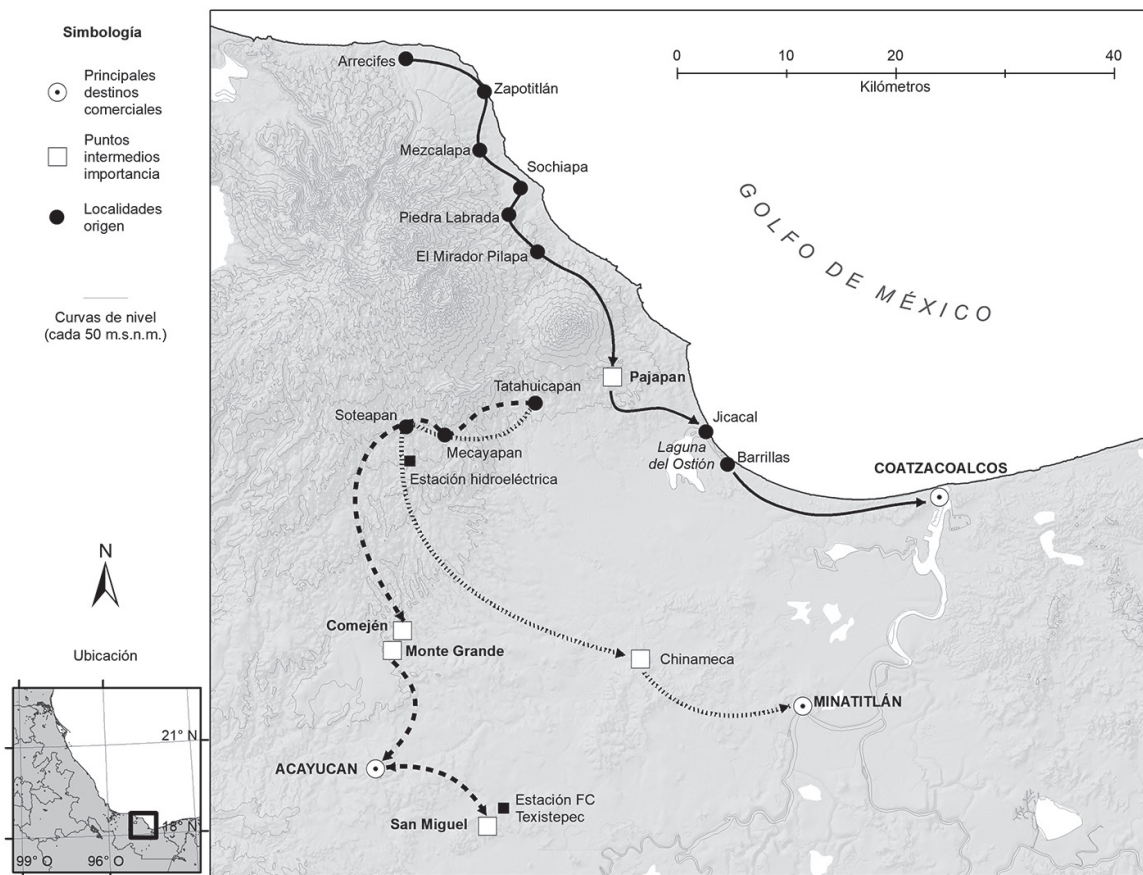 Simbología
Principales
destinos
comerciales
Puntos
intermedios
importancia
Localidades
origen
Curvas de nivel
(cada 50 m.s.n.m.)
N
Ubicación
21° N
18° N
99° O
96° O
0 10 20 40
Kilómetros
GOLFO DE MÉXICO
Arrecifes
Zapotitlán
Mezcalapa
Sochiapa
Piedra Labrada
El Mirador Pilapa
Pajapan
Tatahuicapan
Soteapan
Mecayapan
Estación hidroeléctrica
Jicacal
Laguna
del Ostión
Barrillas
COATZACOALCOS
Comején
Monte Grande
Chinameca
MINATITLÁN
ACAYUCAN
Estación FC
Texistepec
San Miguel